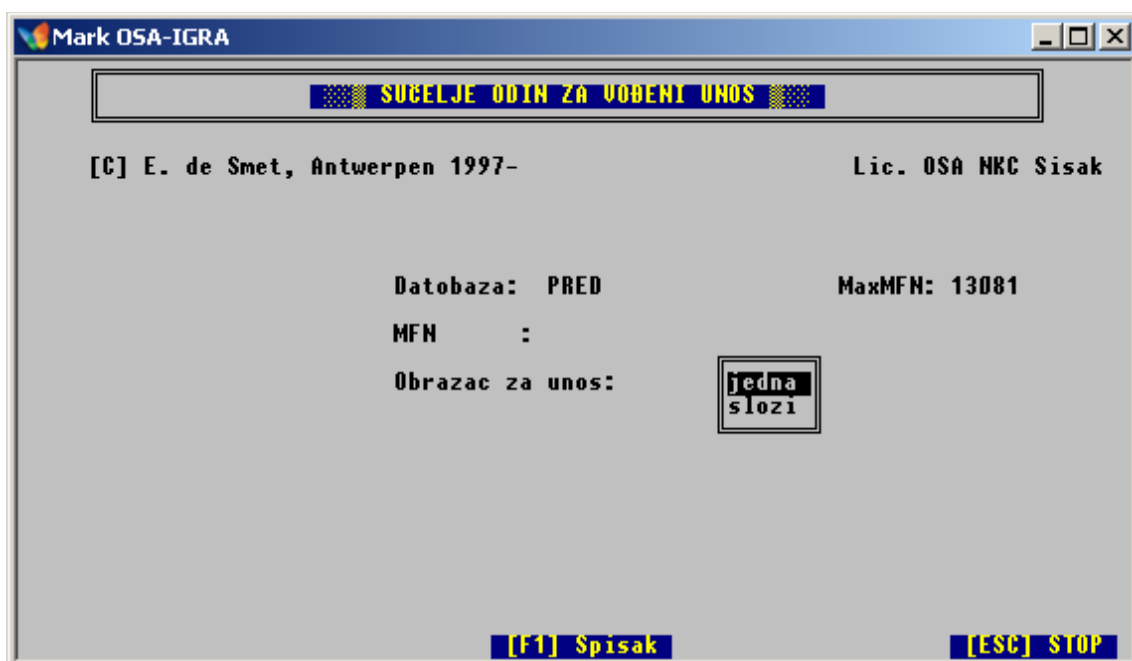 Mark OSA-IGRA
SUČELJE ODIN ZA VOĐENI UNOS
[C] E. de Smet, Antwerpen 1997-    Lic. OSA NKC Sisak
Datobaza: PRED    MaxMFN: 13081
MFN :
Obrazac za unos: jedna
slozi
[F1] Spisak    [ESC] STOP